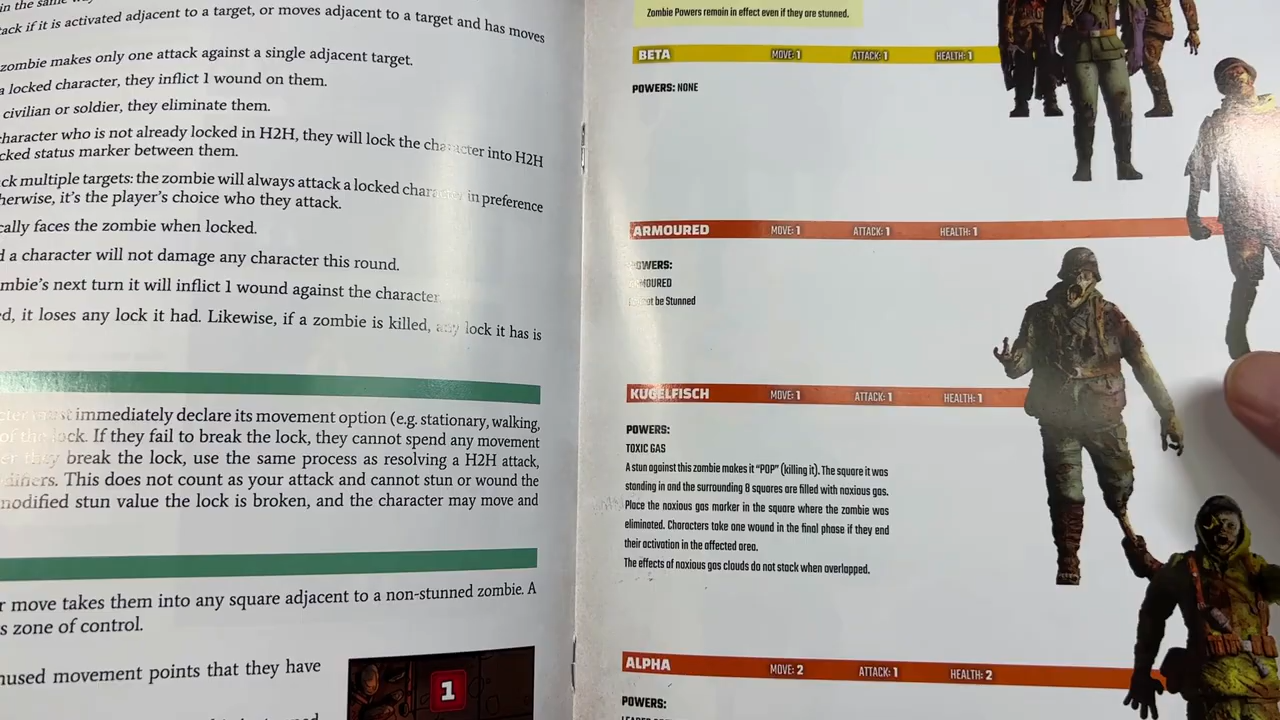 in the same
ack if it is activated adjacent to a target, or moves adjacent to a target and has moves
zombie makes only one attack against a single adjacent target.
a locked character, they inflict 1 wound on them.
civilian or soldier, they eliminate them.
character who is not already locked in H2H, they will lock the character into H2H
cked status marker between them.
ck multiple targets: the zombie will always attack a locked character in preference
herwise, it's the player's choice who they attack.
cally faces the zombie when locked.
d a character will not damage any character this round.
mbie's next turn it will inflict 1 wound against the character
ed, it loses any lock it had. Likewise, if a zombie is killed, any lock it has is
immediately declare its movement option (e.g. stationary, walking,
of the lock. If they fail to break the lock, they cannot spend any movement
er they break the lock, use the same process as resolving a H2H attack,
difiers. This does not count as your attack and cannot stun or wound the
modified stun value the lock is broken, and the character may move and
r move takes them into any square adjacent to a non-stunned zombie. A
s zone of control.
nused movement points that they have
1
Zombie Powers remain in effect even if they are stunned.
BETA MOVE: 1 ATTACK: 1 HEALTH: 1
POWERS: NONE
ARMOURED MOVE: 1 ATTACK: 1 HEALTH: 1
POWERS:
ARMOURED
Cannot be Stunned
KUGELFISCH MOVE: 1 ATTACK: 1 HEALTH: 1
POWERS:
TOXIC GAS
A stun against this zombie makes it "POP" (killing it). The square it was
standing in and the surrounding 8 squares are filled with noxious gas.
Place the noxious gas marker in the square where the zombie was
eliminated. Characters take one wound in the final phase if they end
their activation in the affected area.
The effects of noxious gas clouds do not stack when overlapped.
ALPHA MOVE: 2 ATTACK: 1 HEALTH: 2
POWERS: